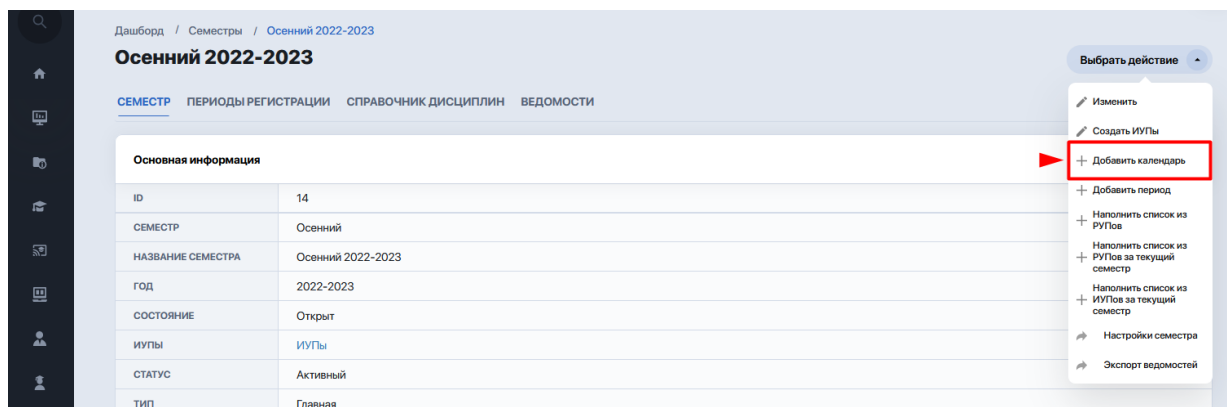 Дашборд / Семестры / Осенний 2022-2023
Осенний 2022-2023
Выбрать действие
СЕМЕСТР ПЕРИОДЫ РЕГИСТРАЦИИ СПРАВОЧНИК ДИСЦИПЛИН ВЕДОМОСТИ
Изменить
Создать ИУПы
Добавить календарь
Добавить период
Наполнить список из
РУПов
Наполнить список из
РУПов за текущий
семестр
Наполнить список из
ИУПов за текущий
семестр
Настройки семестра
Экспорт ведомостей
Основная информация
ID 14
СЕМЕСТР Осенний
НАЗВАНИЕ СЕМЕСТРА Осенний 2022-2023
ГОД 2022-2023
СОСТОЯНИЕ Открыт
ИУПЫ ИУПы
СТАТУС Активный
ТИП Главная